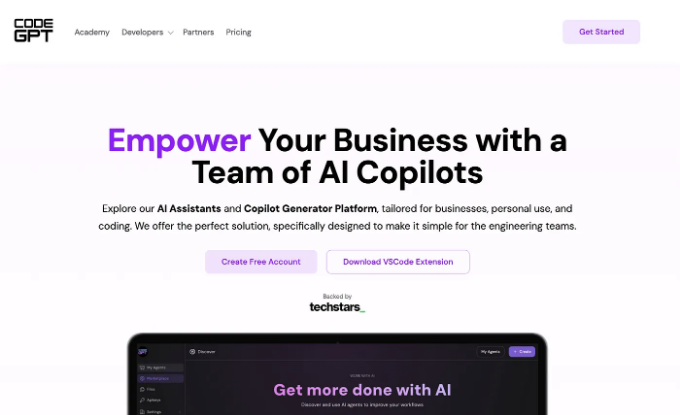 CODE
GPT
Academy
Developers
Partners
Pricing
Get Started
Empower Your Business with a
Team of AI Copilots
Explore our AI Assistants and Copilot Generator Platform, tailored for businesses, personal use, and
coding. We offer the perfect solution, specifically designed to make it simple for the engineering teams.
Create Free Account
Download VSCode Extension
Backed by
techstars_
GPT
Discover
My Agents
Create
My Agents
Marketplace
Files
Settings
Get more done with AI
Discover and use AI agents to improve your workflows